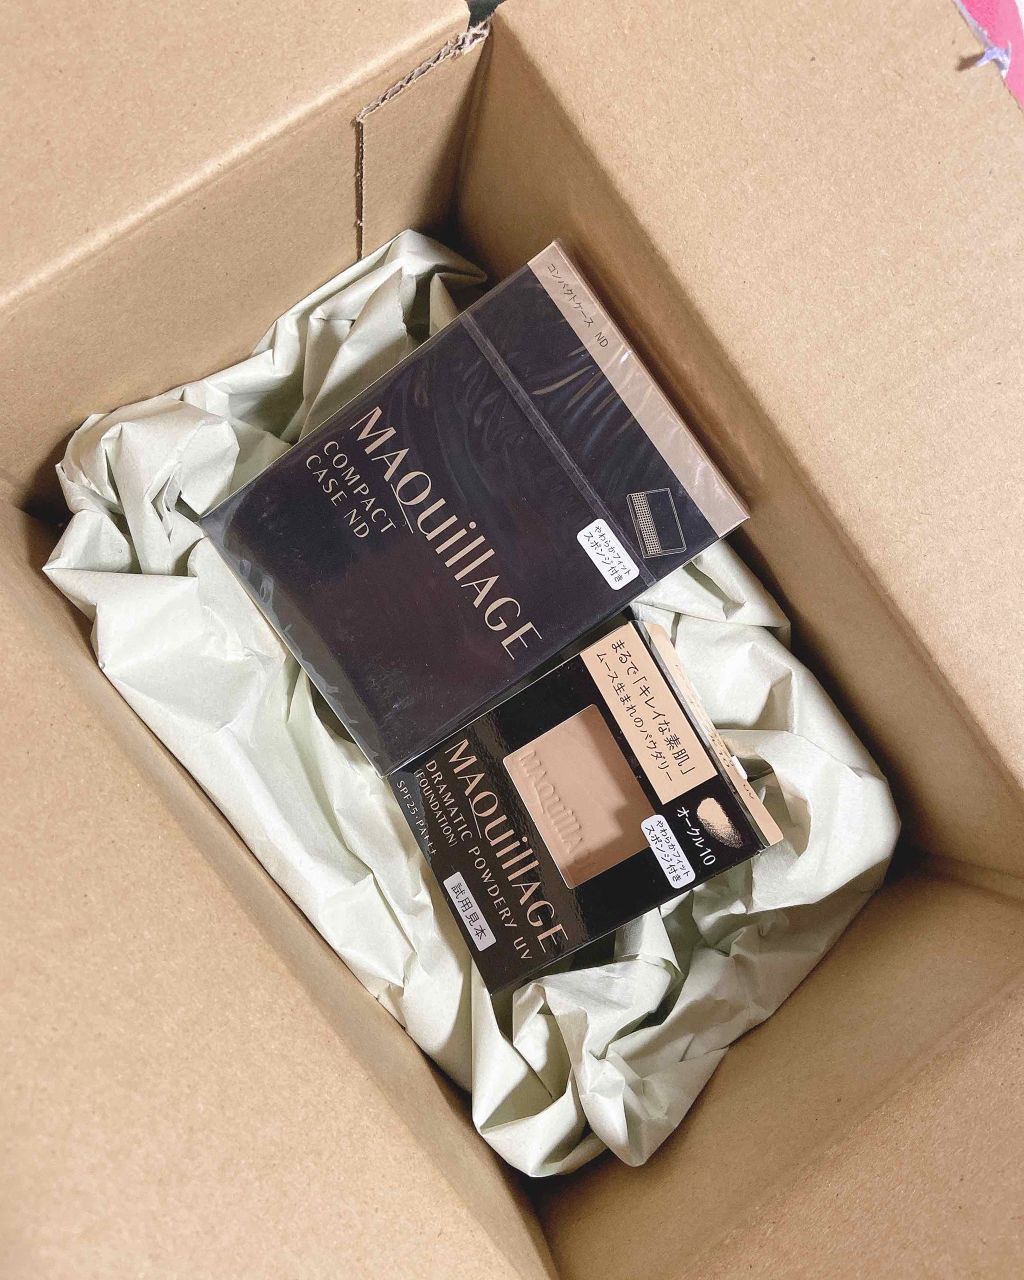 コンパクトケース ND
MAQuillAGE
COMPACT
CASE ND
やわらかフィット
スポンジ付き
まるで「キレイな素肌」
ムース生まれのパウダリー
オークル10
やわらかフィット
スポンジ付き
MAQuillA
MAQuillAGE
DRAMATIC POWDERY UV
(FOUNDATION)
SPF25 PA+++
試用見本